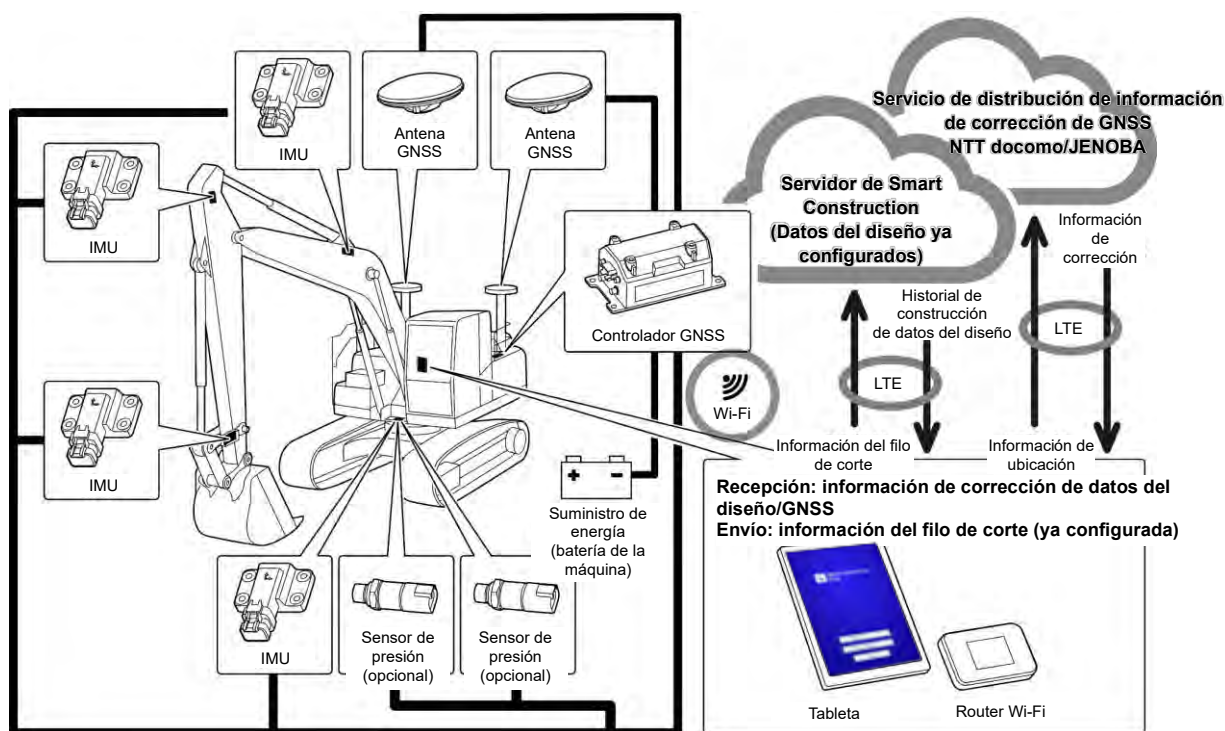 IMU
Antena
GNSS
Antena
GNSS
IMU
IMU
Controlador GNSS
Servicio de distribución de información
de corrección de GNSS
NTT docomo/JENOBA
Servidor de Smart
Construction
(Datos del diseño ya
configurados)
Información
de
corrección
Historial de
construcción
de datos del diseño
LTE
LTE
Wi-Fi
Información del filo
de corte
Información de
ubicación
Recepción: información de corrección de datos del
diseño/GNSS
Envío: información del filo de corte (ya configurada)
Suministro de
energía
(batería de la
máquina)
IMU
Sensor de
presión
(opcional)
Sensor de
presión
(opcional)
Tableta
Router Wi-Fi